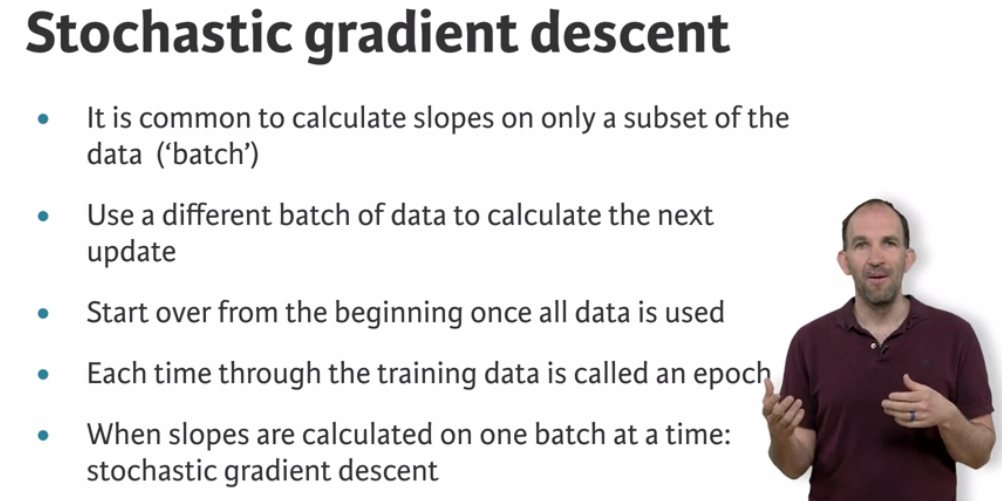 Stochastic gradient descent
It is common to calculate slopes on only a subset of the
data (‘batch’)
Use a different batch of data to calculate the next
update
Start over from the beginning once all data is used
Each time through the training data is called an epoch
When slopes are calculated on one batch at a time:
stochastic gradient descent